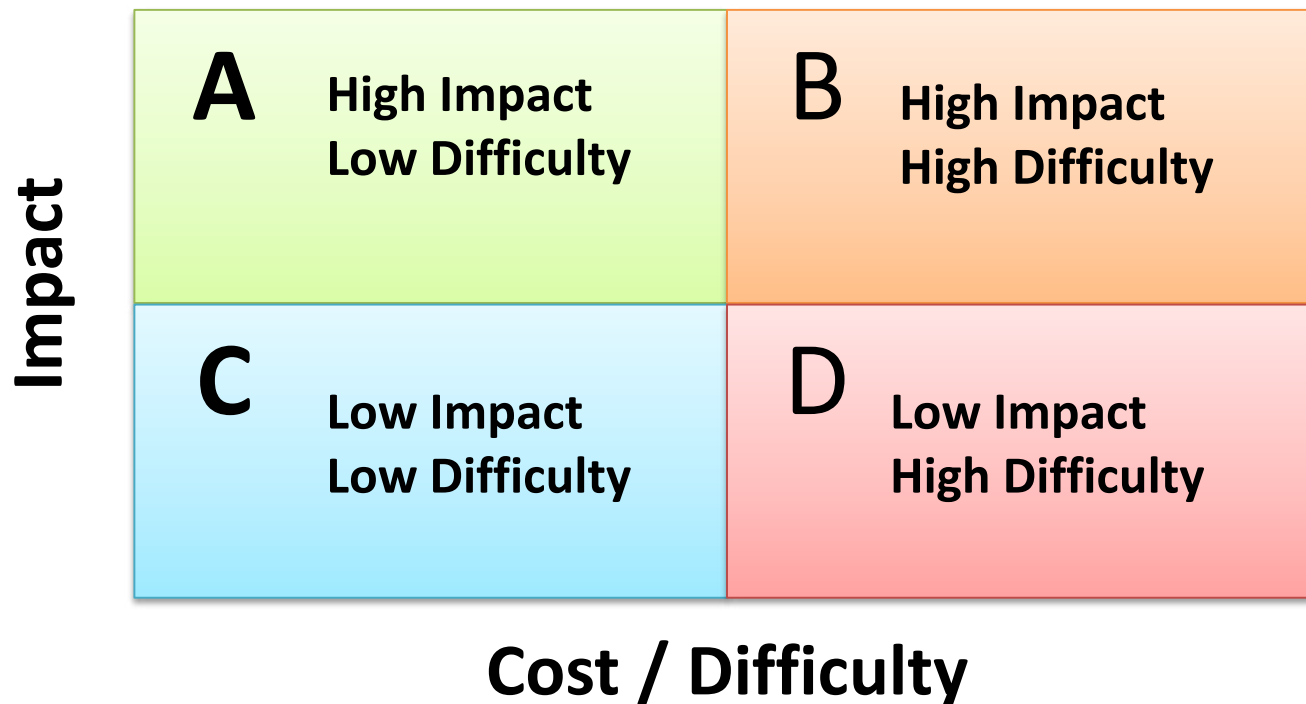 A
High Impact
Low Difficulty
B
High Impact
High Difficulty
Impact
C
Low Impact
Low Difficulty
D
Low Impact
High Difficulty
Cost / Difficulty